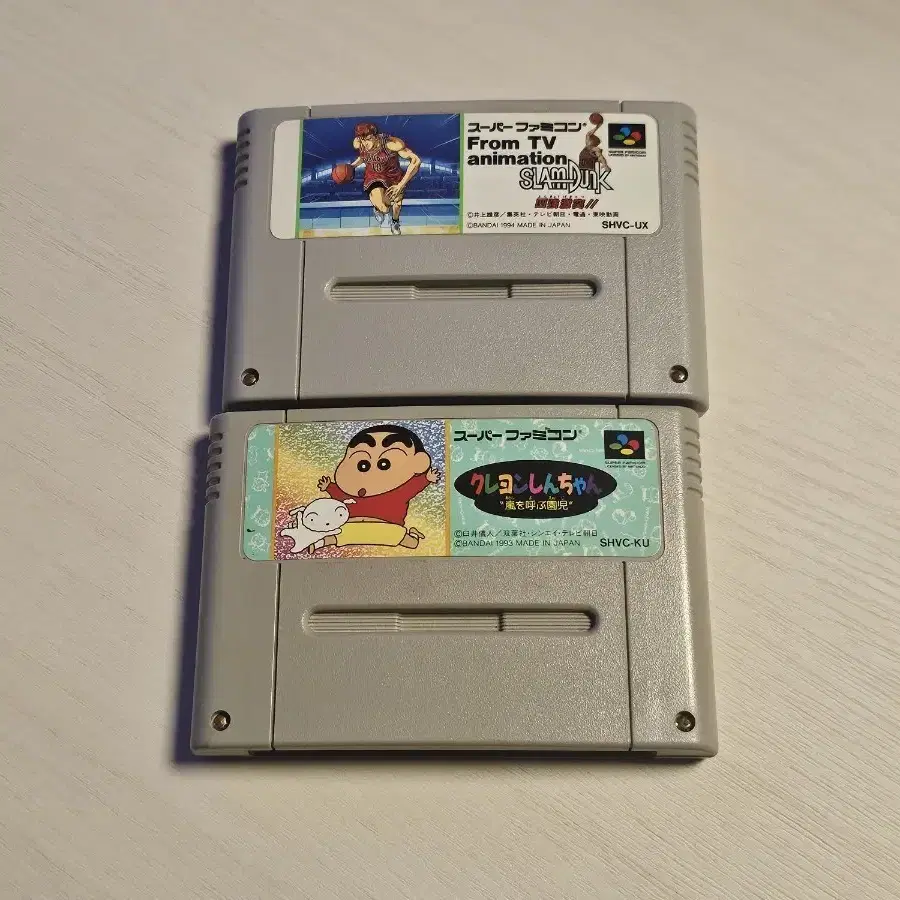 スーパーファミコン
From TV
animation
SLAM DUNK
SUPER FAMICOM
©井上雄彦/集英社・テレビ朝日・電通・東映動画
©BANDAI 1994 MADE IN JAPAN
SHVC-UX
スーパーファミコン
SUPER FAMICOM
クレヨンしんちゃん
"嵐を呼ぶ園児"
©臼井儀人/双葉社・シンエイ・テレビ朝日
©BANDAI 1993 MADE IN JAPAN
SHVC-KU